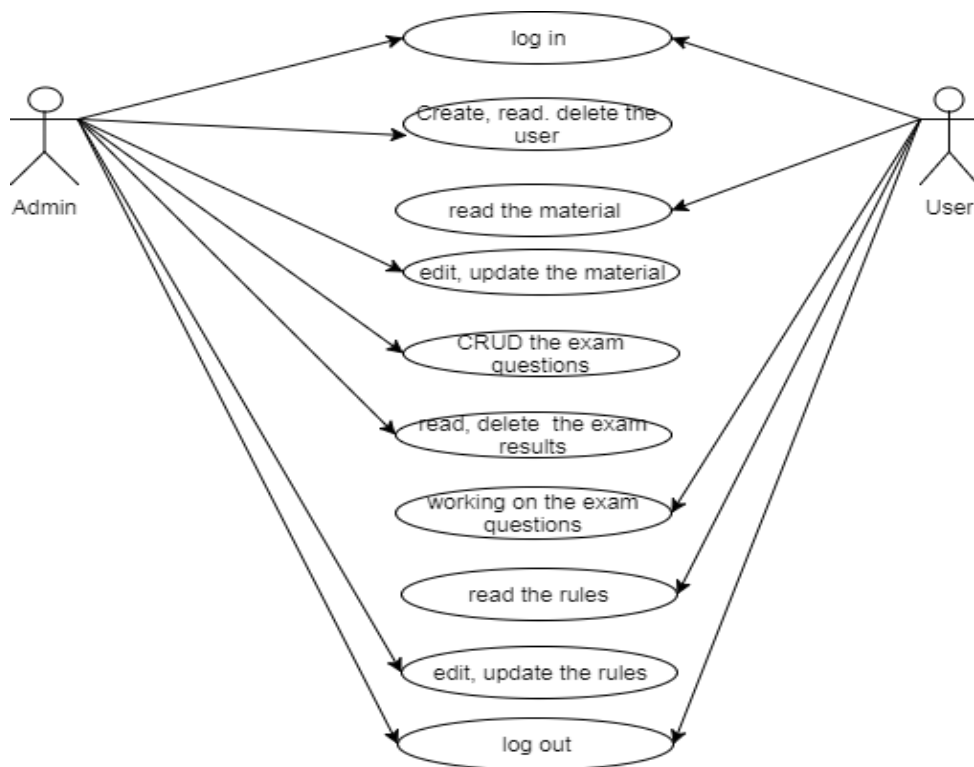 log in
Create, read. delete the
user
Admin
User
read the material
edit, update the material
CRUD the exam
questions
read, delete the exam
results
working on the exam
questions
read the rules
edit, update the rules
log out